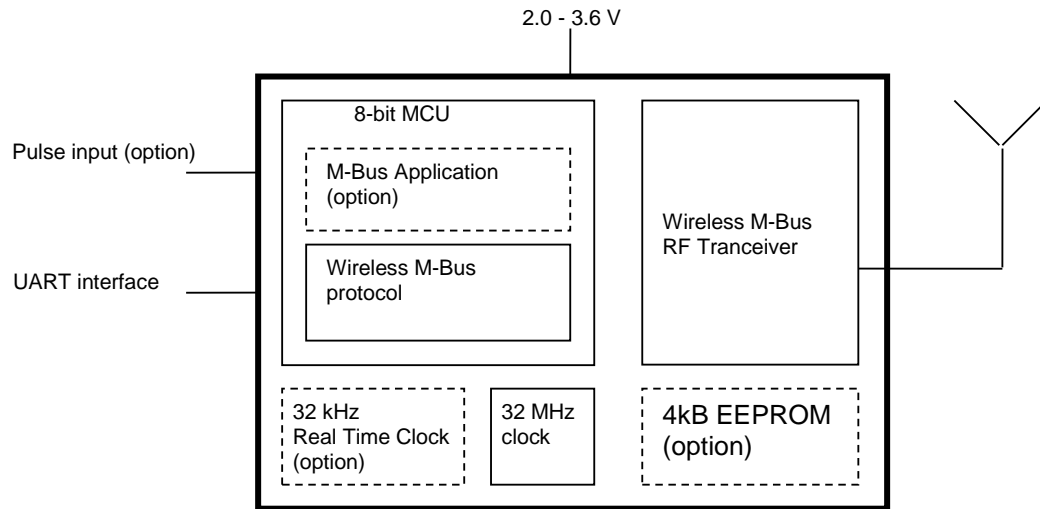 2.0 - 3.6 V
8-bit MCU
Pulse input (option)
M-Bus Application
(option)
Wireless M-Bus
RF Tranceiver
UART interface
Wireless M-Bus
protocol
32 kHz
Real Time Clock
(option)
32 MHz
clock
4kB EEPROM
(option)